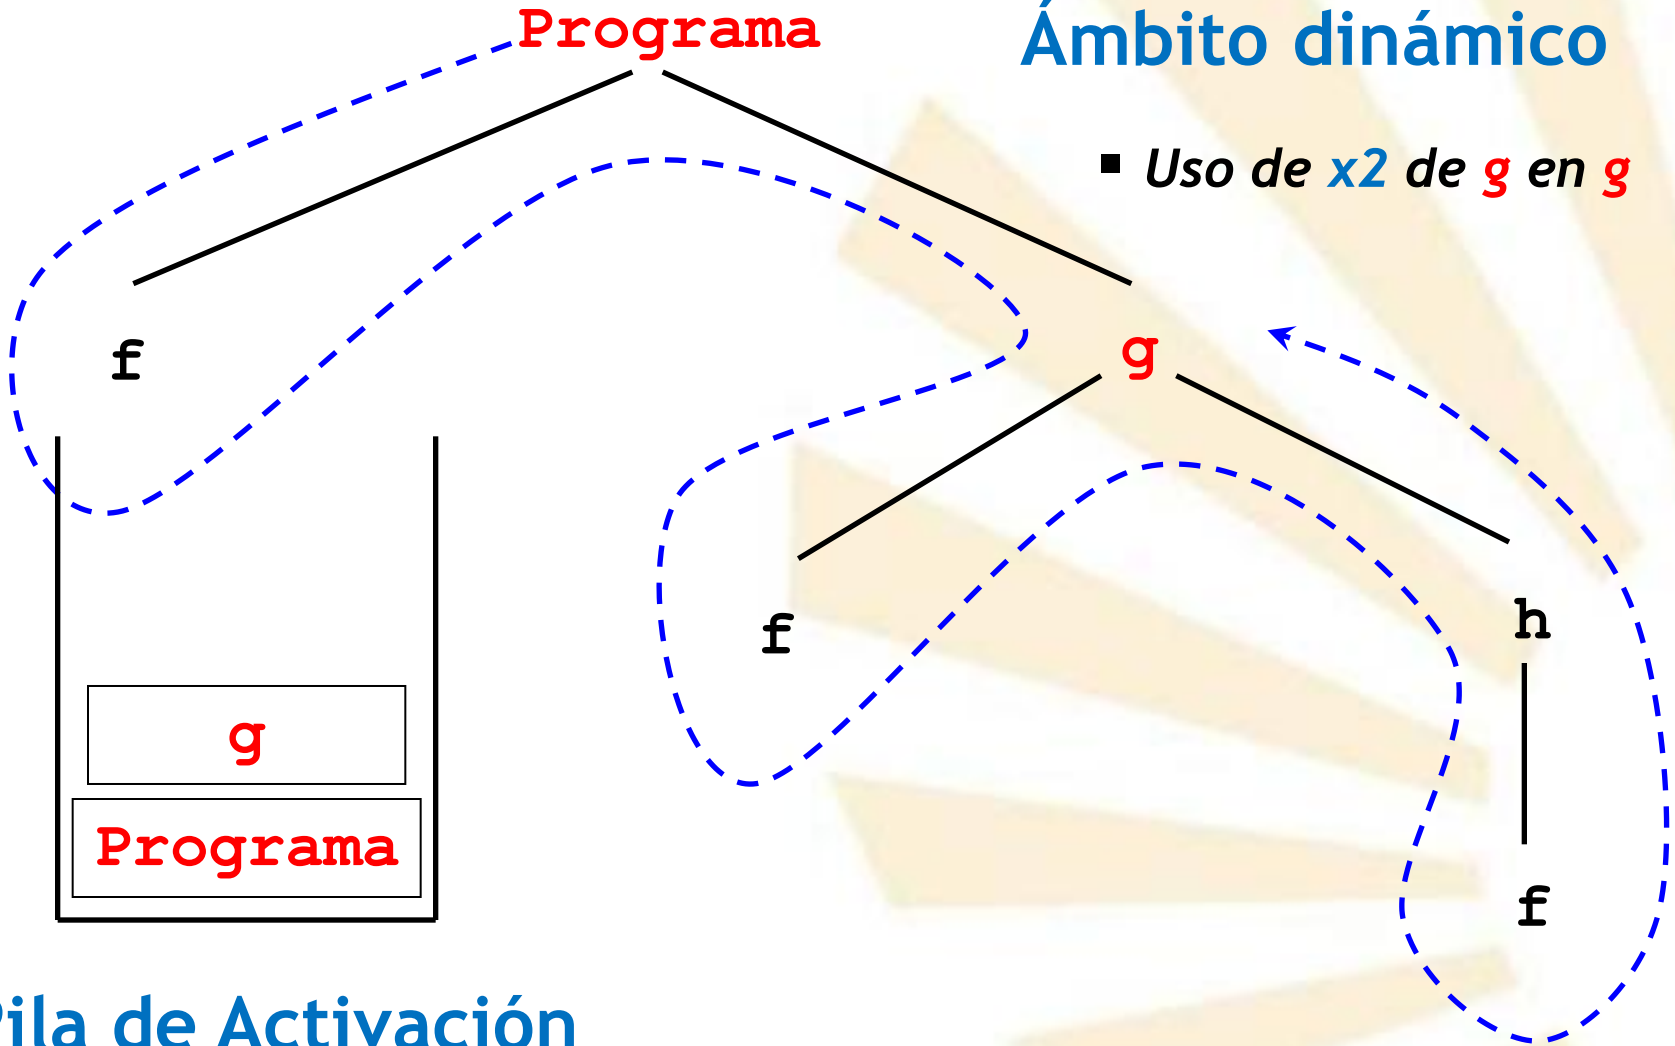 Programa
Ámbito dinámico
Uso de x2 de g en g
f
g
f
h
g
Programa
f
Pila de Activación